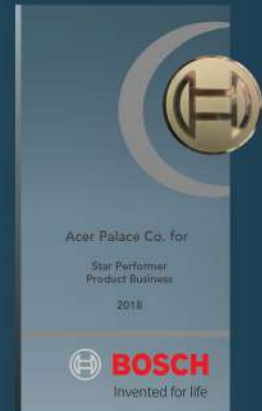 Acer Palace Co. for
Star Performer
Product Business
2018
BOSCH
Invented for life